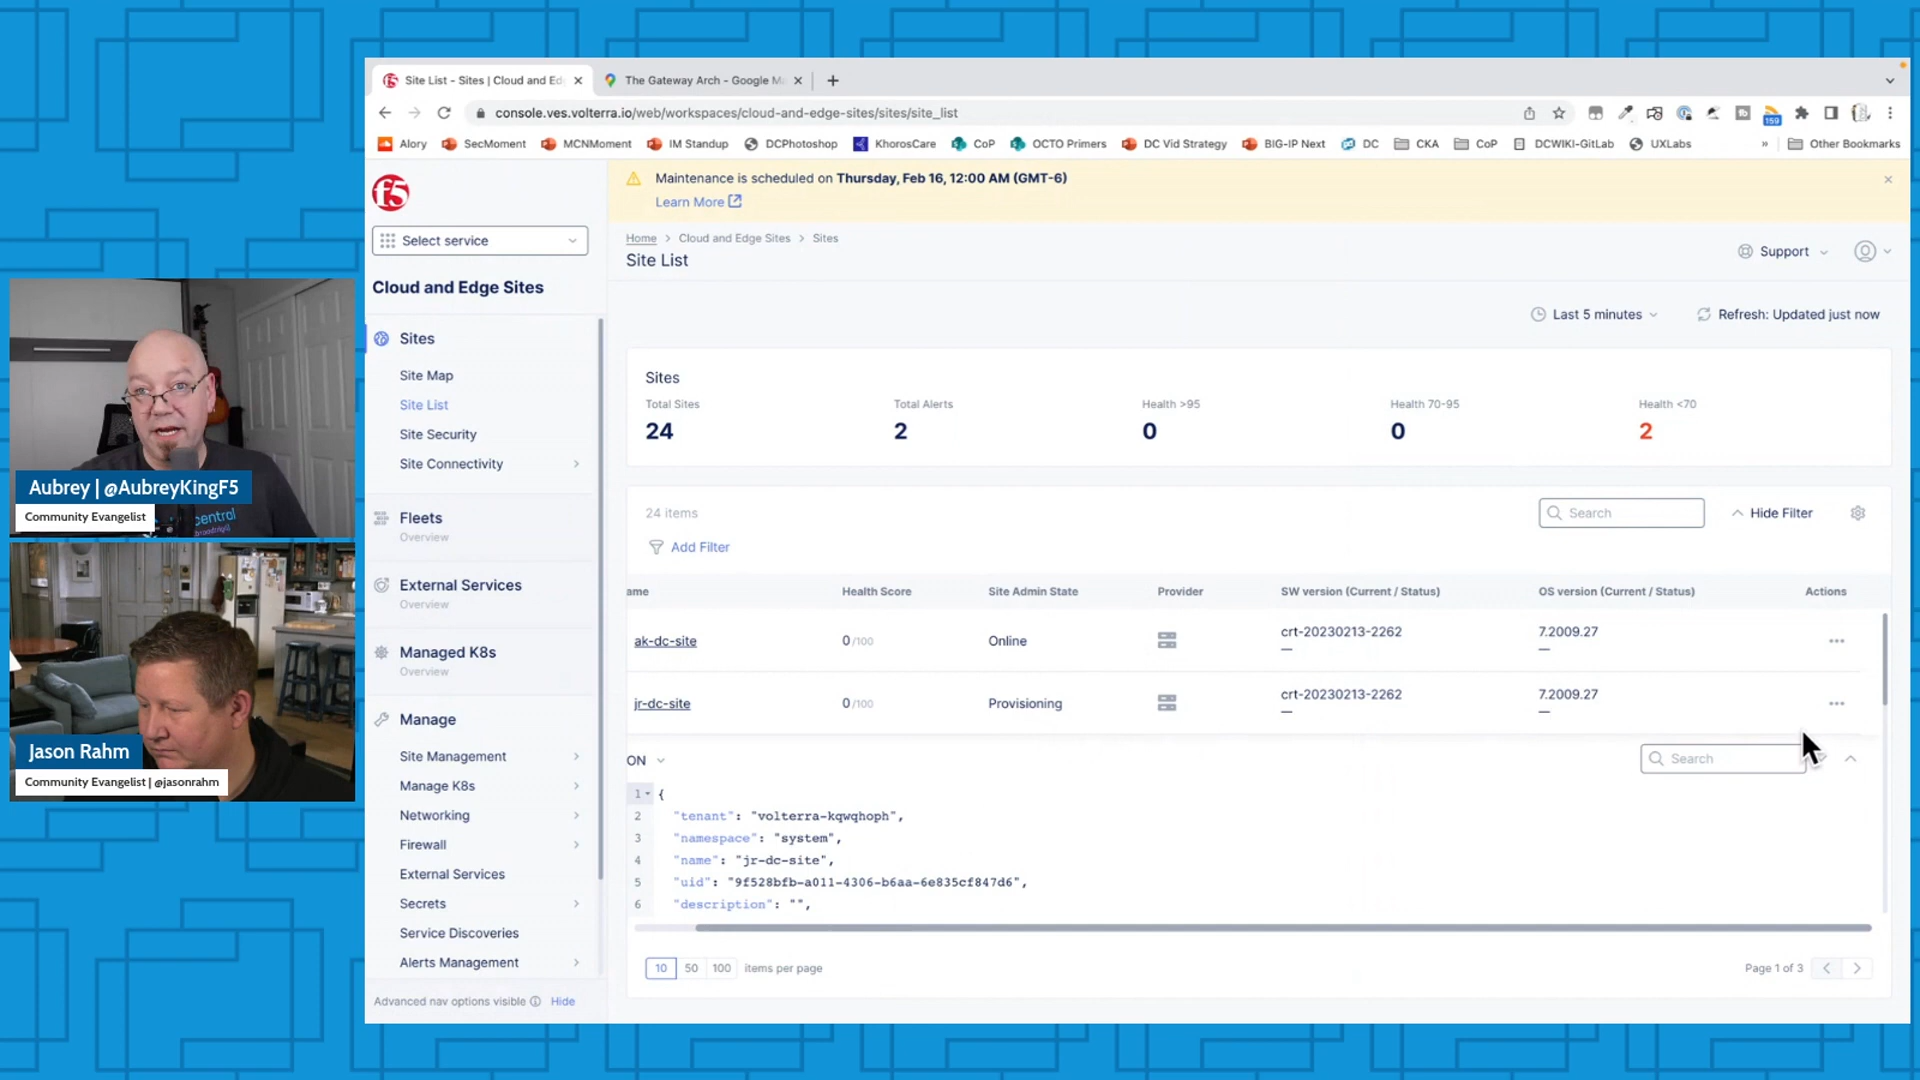 Site List - Sites | Cloud and Ed
The Gateway Arch - Google M
console.ves.volterra.io/web/workspaces/cloud-and-edge-sites/sites/site_list
159
Alory
SecMoment
MCNMoment
IM Standup
DCPhotoshop
KhorosCare
CoP
OCTO Primers
DC Vid Strategy
BIG-IP Next
DC
CKA
CoP
DCWIKI-GitLab
UXLabs
»
Other Bookmarks
f5
Select service
Cloud and Edge Sites
Sites
Site Map
Site List
Site Security
Site Connectivity
Fleets
Overview
External Services
Overview
Managed K8s
Overview
Manage
Site Management
Manage K8s
Networking
Firewall
External Services
Secrets
Service Discoveries
Alerts Management
Advanced nav options visible Hide
Maintenance is scheduled on Thursday, Feb 16, 12:00 AM (GMT-6)
Learn More
Home > Cloud and Edge Sites > Sites
Site List
Support
Last 5 minutes
Refresh: Updated just now
Sites
Total Sites Total Alerts Health >95 Health 70-95 Health <70
24 2 0 0 2
24 items
Search
Hide Filter
Add Filter
ame Health Score Site Admin State Provider SW version (Current / Status) OS version (Current / Status) Actions
ak-dc-site 0/100 Online crt-20230213-2262 — 7.2009.27 —
jr-dc-site 0/100 Provisioning crt-20230213-2262 — 7.2009.27 —
ON
Search
1 {
2 "tenant": "volterra-kqwqhoph",
3 "namespace": "system",
4 "name": "jr-dc-site",
5 "uid": "9f528bfb-a011-4306-b6aa-6e835cf847d6",
6 "description": "",
10 50 100 items per page
Page 1 of 3
Aubrey | @AubreyKingF5
Community Evangelist
central
Jason Rahm
Community Evangelist | @jasonrahm